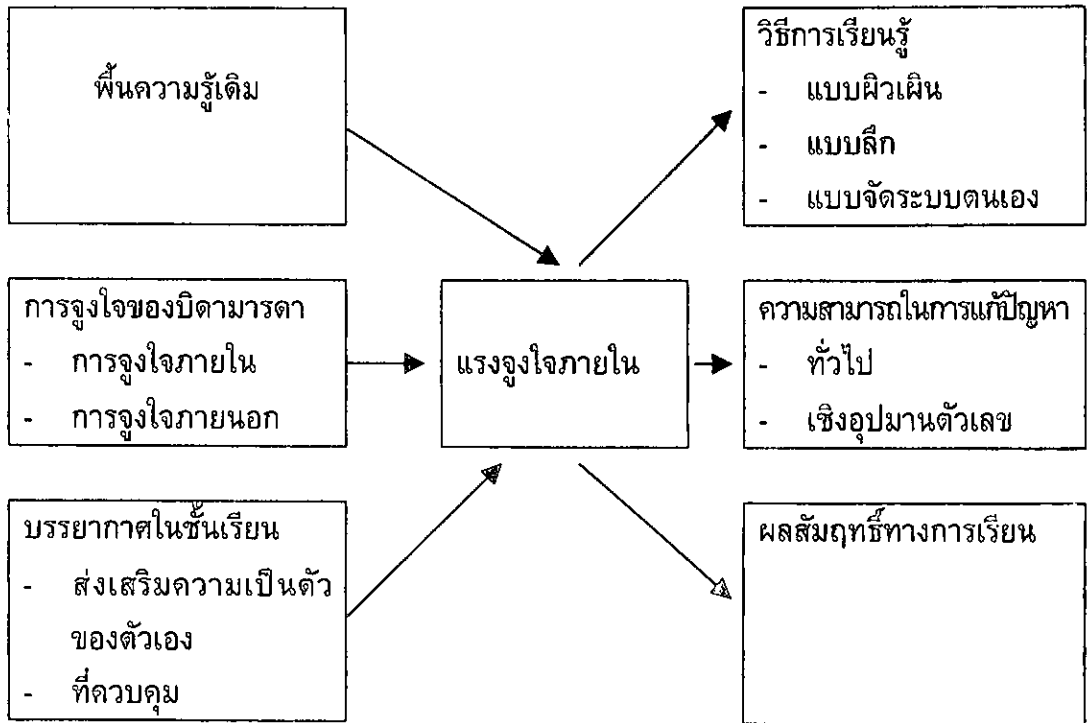 พื้นความรู้เดิม
วิธีการเรียนรู้
- แบบผิวเผิน
- แบบลึก
- แบบจัดระบบตนเอง
การจูงใจของบิดามารดา
- การจูงใจภายใน
- การจูงใจภายนอก
แรงจูงใจภายใน
ความสามารถในการแก้ปัญหา
- ทั่วไป
- เชิงอุปมานตัวเลข
บรรยากาศในชั้นเรียน
- ส่งเสริมความเป็นตัว
ของตัวเอง
- ที่ควบคุม
ผลสัมฤทธิ์ทางการเรียน